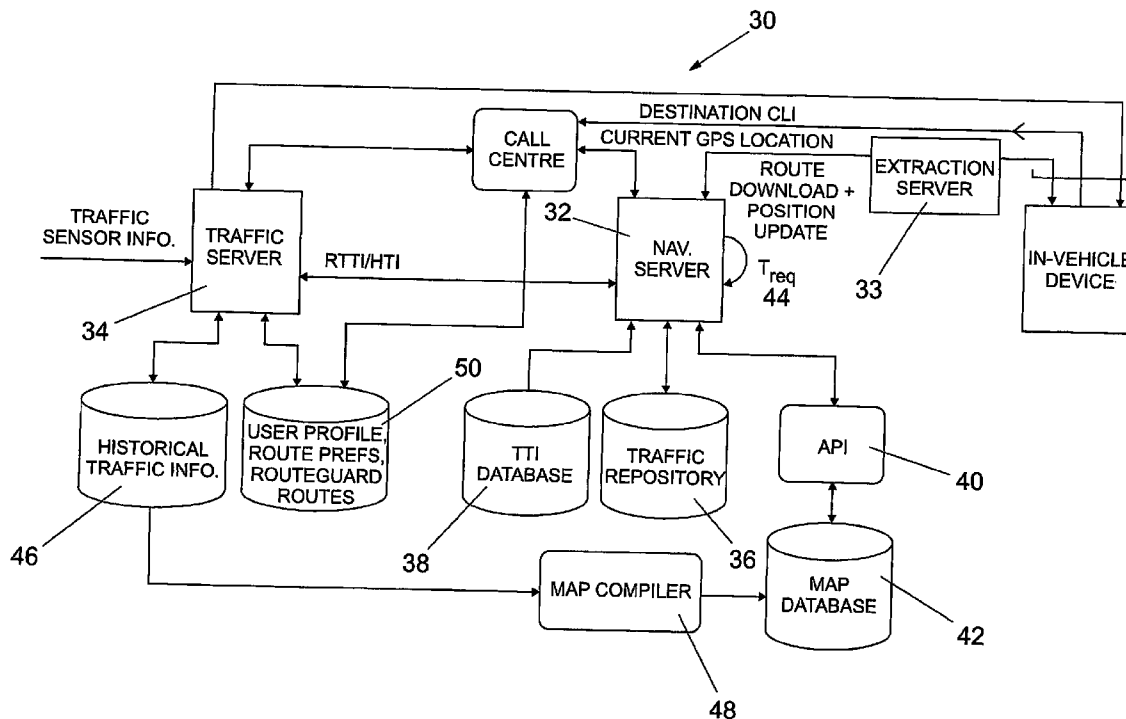 30
DESTINATION CLI
CALL
CENTRE
CURRENT GPS LOCATION
ROUTE
DOWNLOAD +
POSITION
UPDATE
EXTRACTION
SERVER
33
TRAFFIC
SENSOR INFO.
TRAFFIC
SERVER
34
RTTI/HTI
32
NAV.
SERVER
Treq
44
IN-VEHICLE
DEVICE
HISTORICAL
TRAFFIC INFO.
46
50
USER PROFILE,
ROUTE PREFS,
ROUTEGUARD
ROUTES
TTI
DATABASE
38
TRAFFIC
REPOSITORY
36
API
40
MAP COMPILER
48
MAP
DATABASE
42